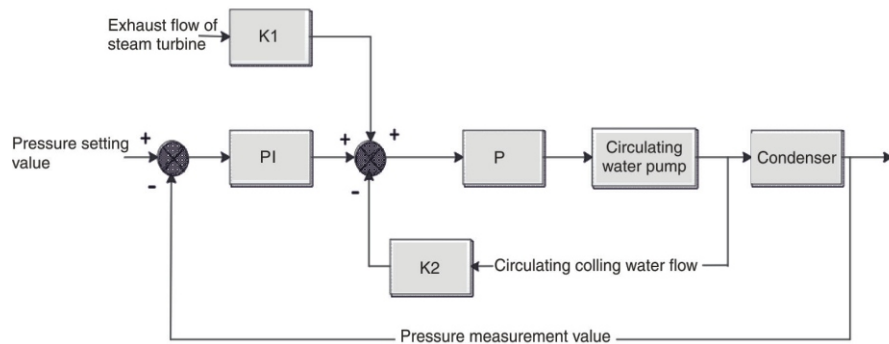 Exhaust flow of
steam turbine
K1
Pressure setting
value
+
-
PI
+
+
-
P
Circulating
water pump
Condenser
K2
Circulating colling water flow
Pressure measurement value